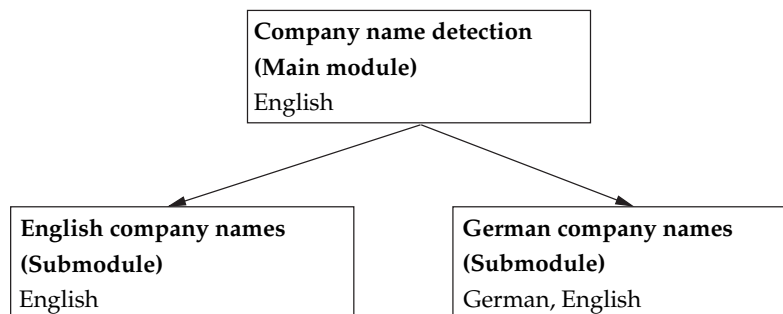 Company name detection
(Main module)
English
English company names
(Submodule)
English
German company names
(Submodule)
German, English